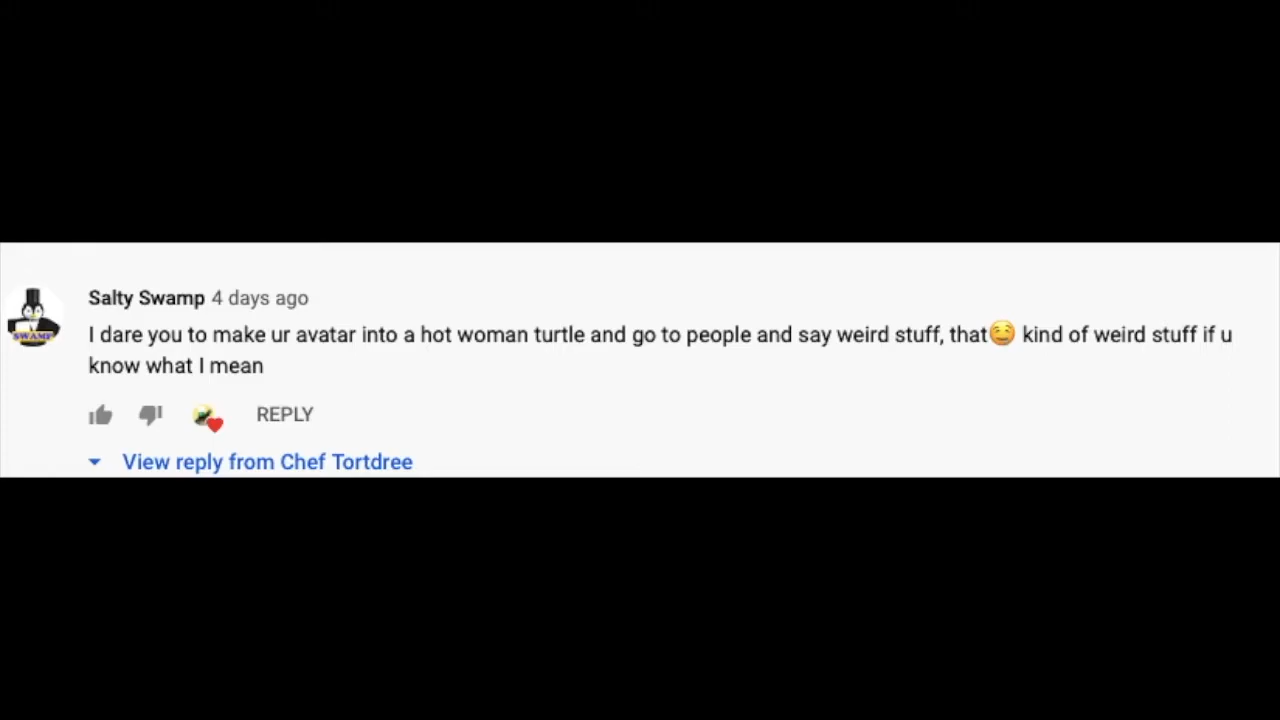 Salty Swamp 4 days ago
I dare you to make ur avatar into a hot woman turtle and go to people and say weird stuff, that🤤 kind of weird stuff if u
know what I mean
SWAMP
REPLY
View reply from Chef Tortdree